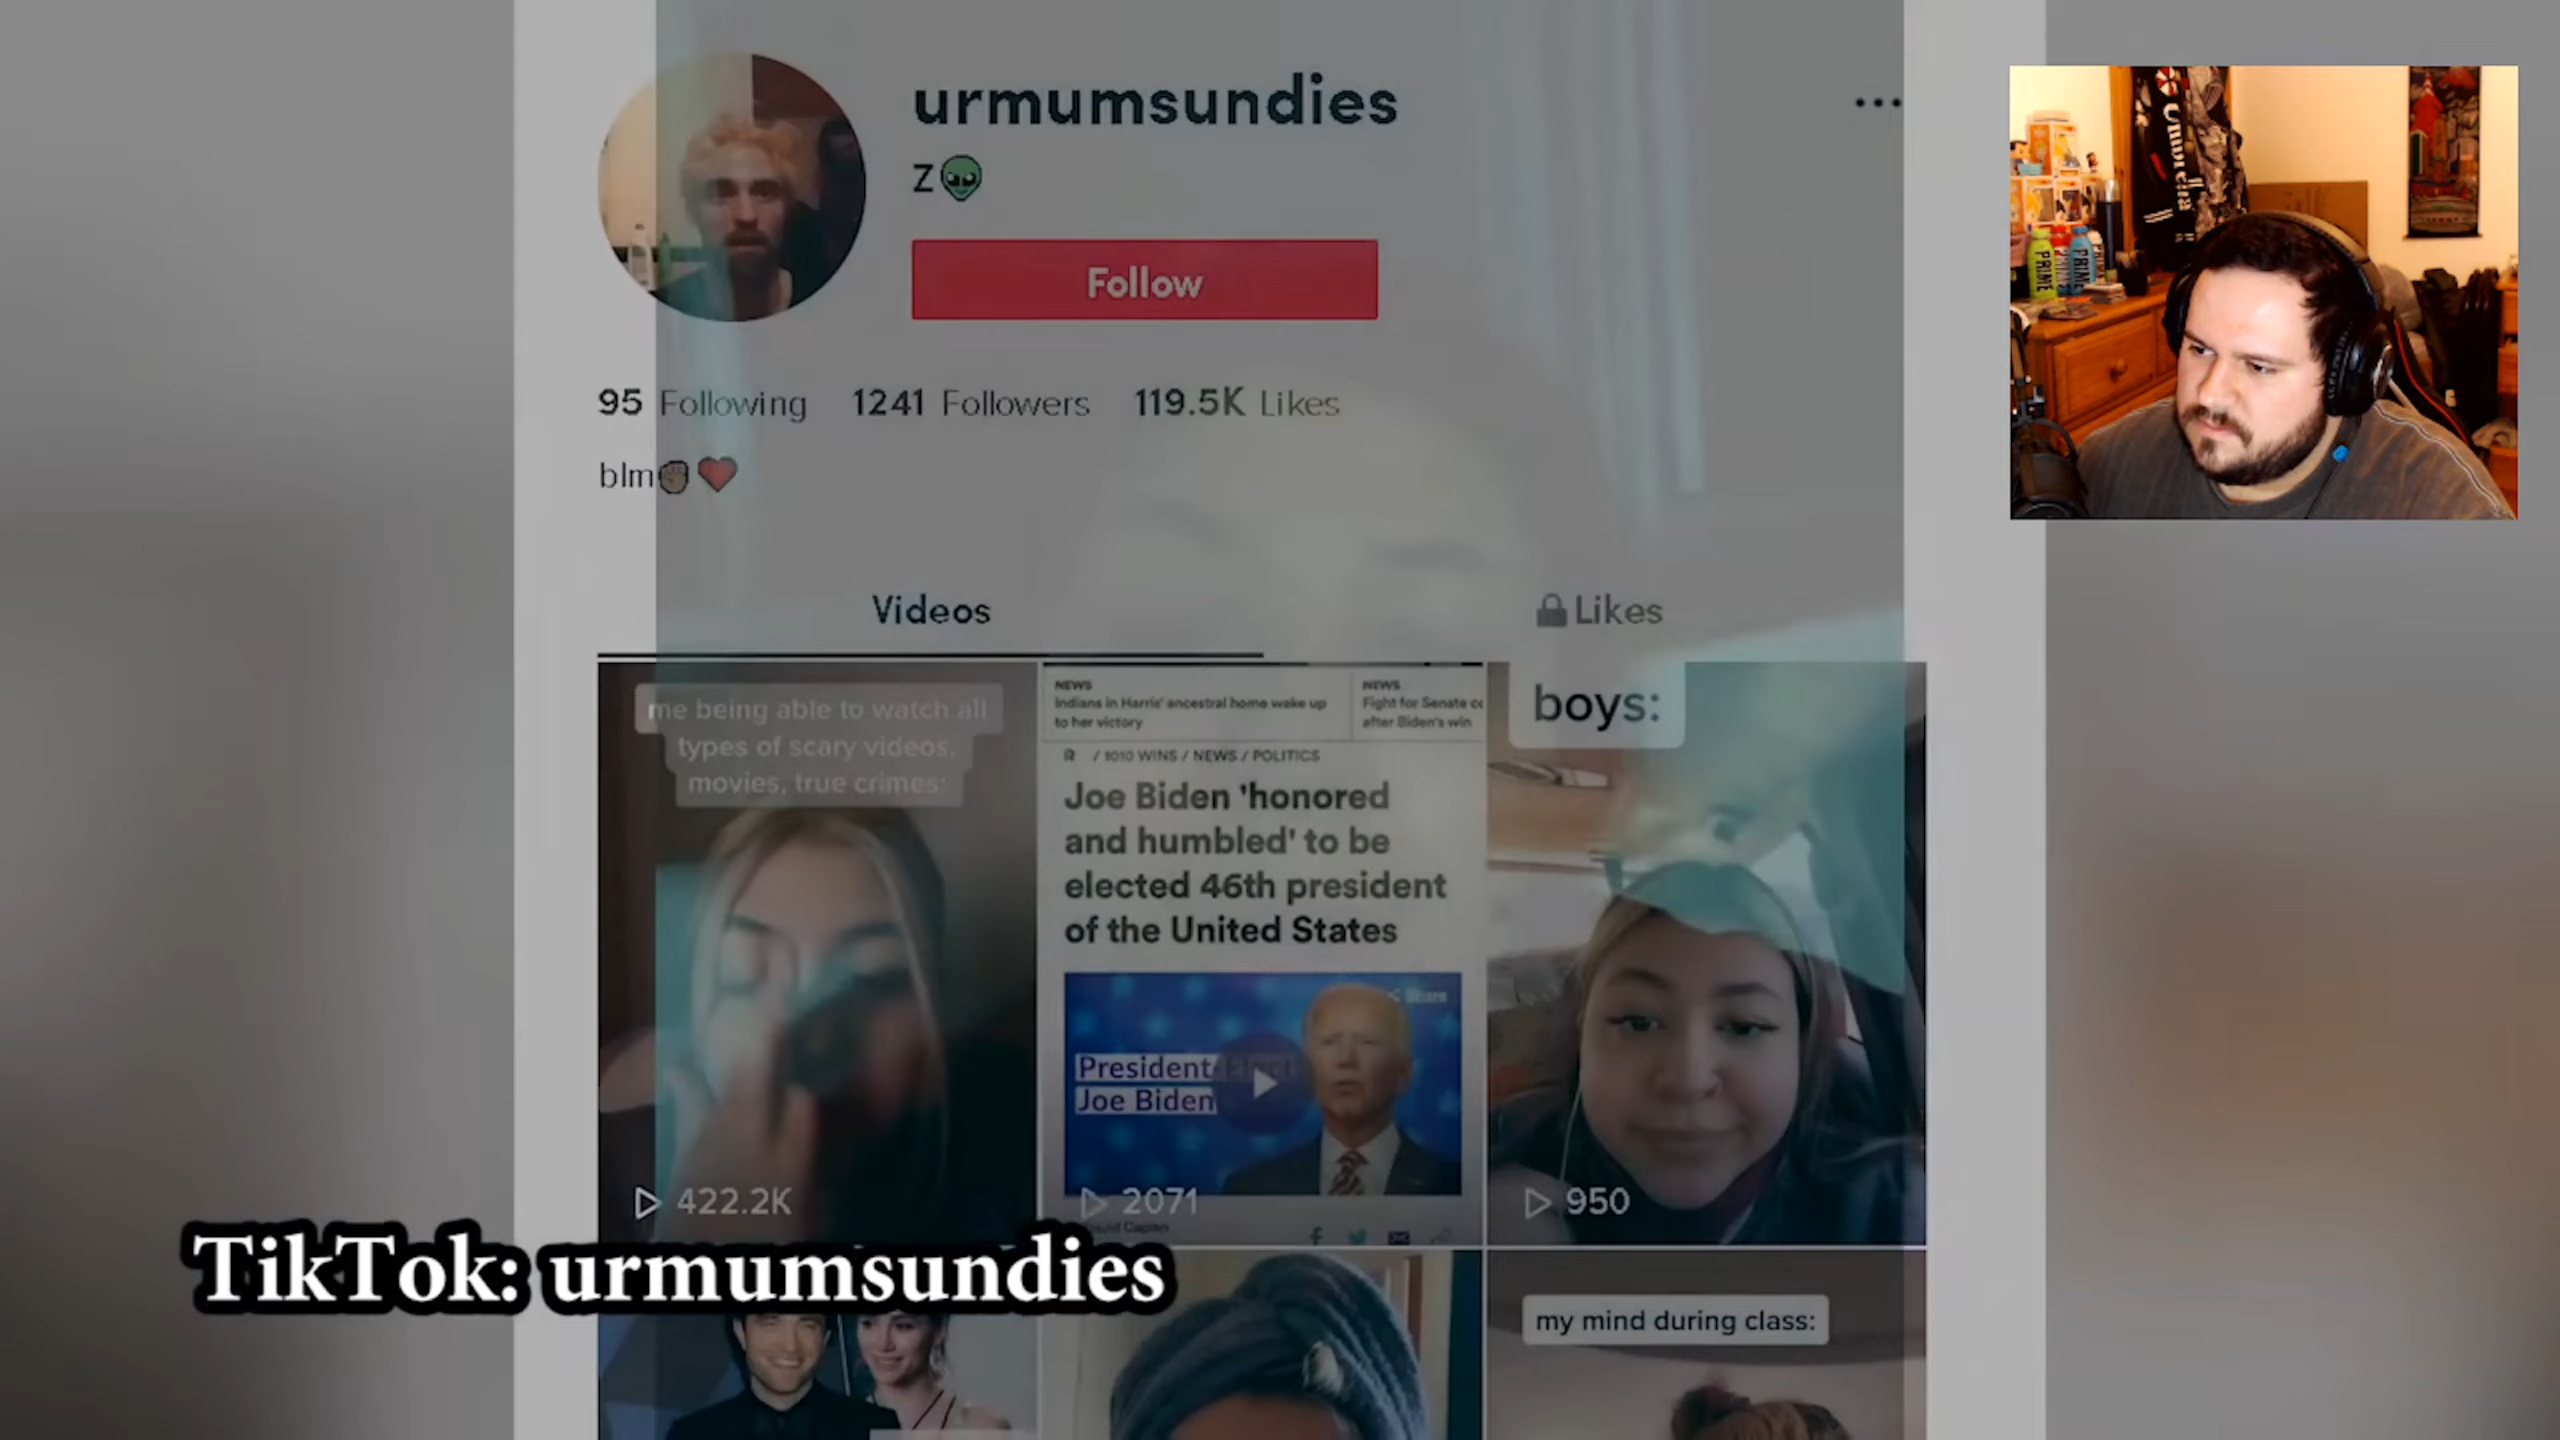 urmumsundies
Z
Follow
95 Following 1241 Followers 119.5K Likes
blm
Videos
Likes
me being able to watch all
types of scary videos,
movies, true crimes:
NEWS
Indians in Harris' ancestral home wake up
to her victory
NEWS
Fight for Senate
after Biden's win
R / 1010 WINS / NEWS / POLITICS
Joe Biden 'honored
and humbled' to be
elected 46th president
of the United States
Share
President-Elect
Joe Biden
boys:
422.2K
2071
950
TikTok: urmumsundies
my mind during class:
PRIME
PRIME